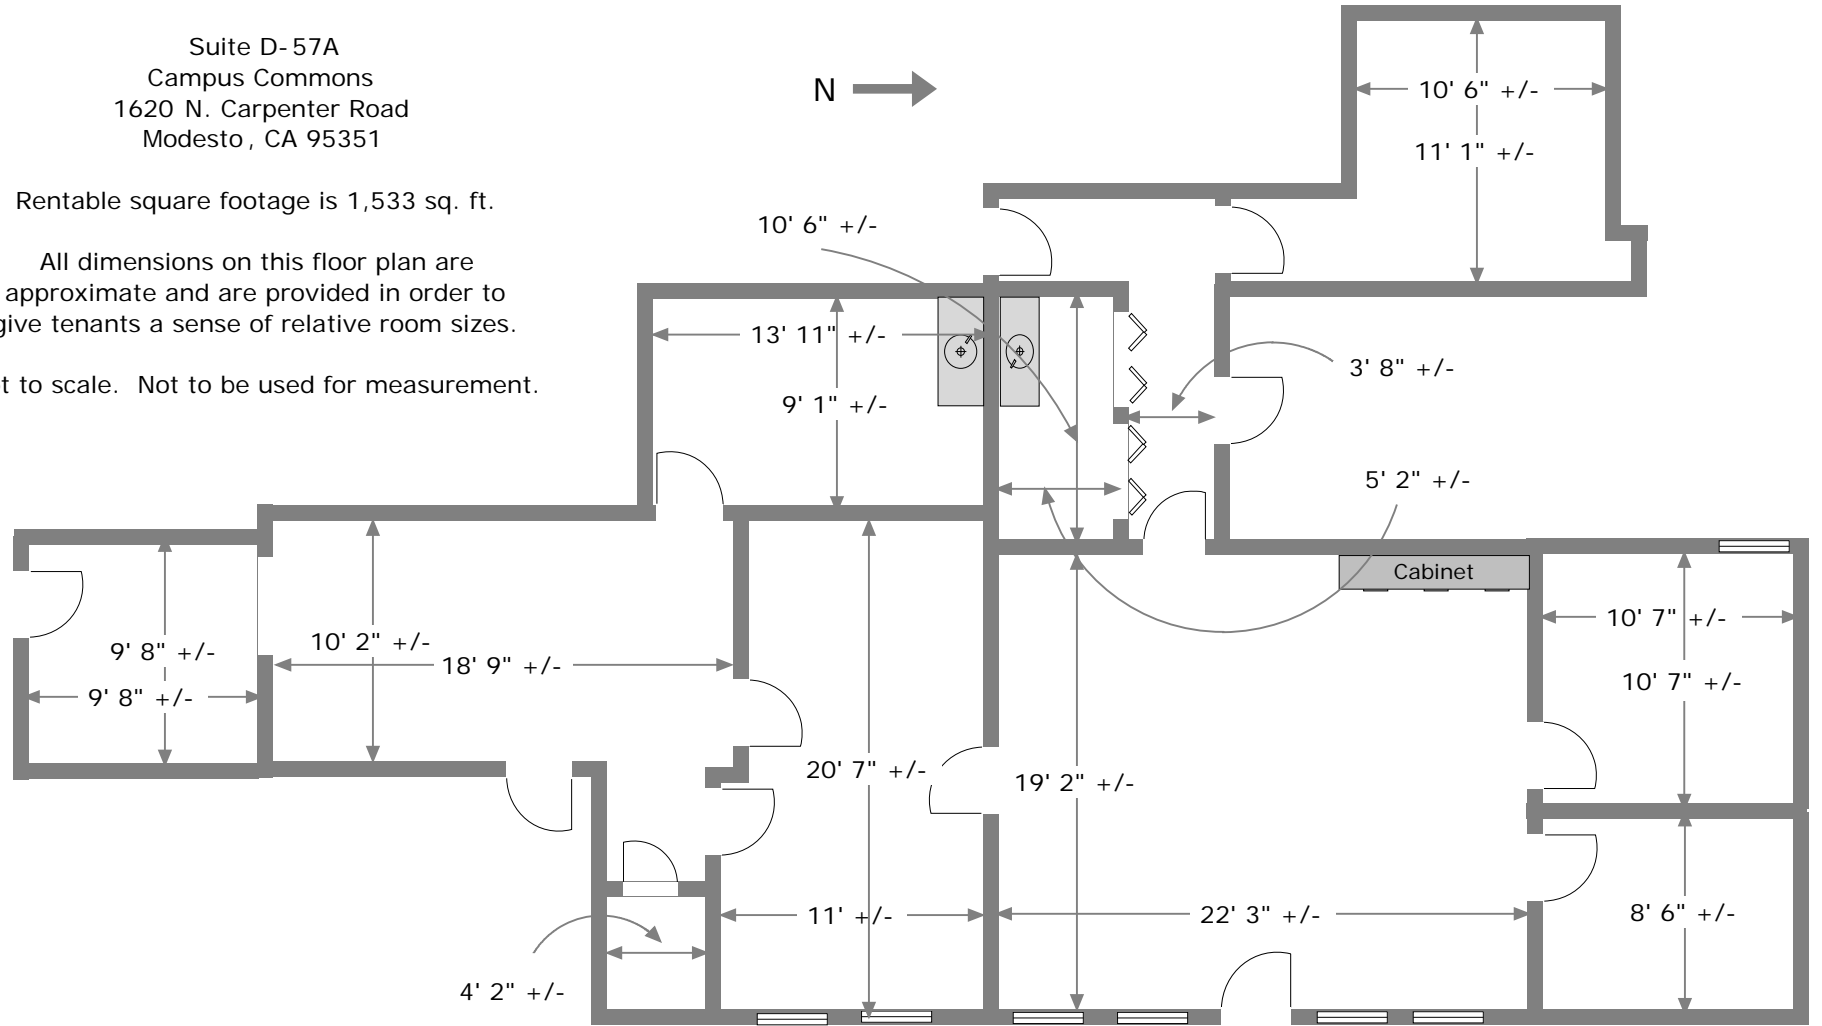 Suite D-57A
Campus Commons
1620 N. Carpenter Road
Modesto, CA 95351
Rentable square footage is 1,533 sq. ft.
All dimensions on this floor plan are
approximate and are provided in order to
give tenants a sense of relative room sizes.
t to scale. Not to be used for measurement.
N
10' 6" +/-
11' 1" +/-
10' 6" +/-
13' 11" +/-
9' 1" +/-
3' 8" +/-
5' 2" +/-
Cabinet
10' 7" +/-
10' 7" +/-
9' 8" +/-
9' 8" +/-
10' 2" +/-
18' 9" +/-
20' 7" +/-
19' 2" +/-
11' +/-
22' 3" +/-
8' 6" +/-
4' 2" +/-